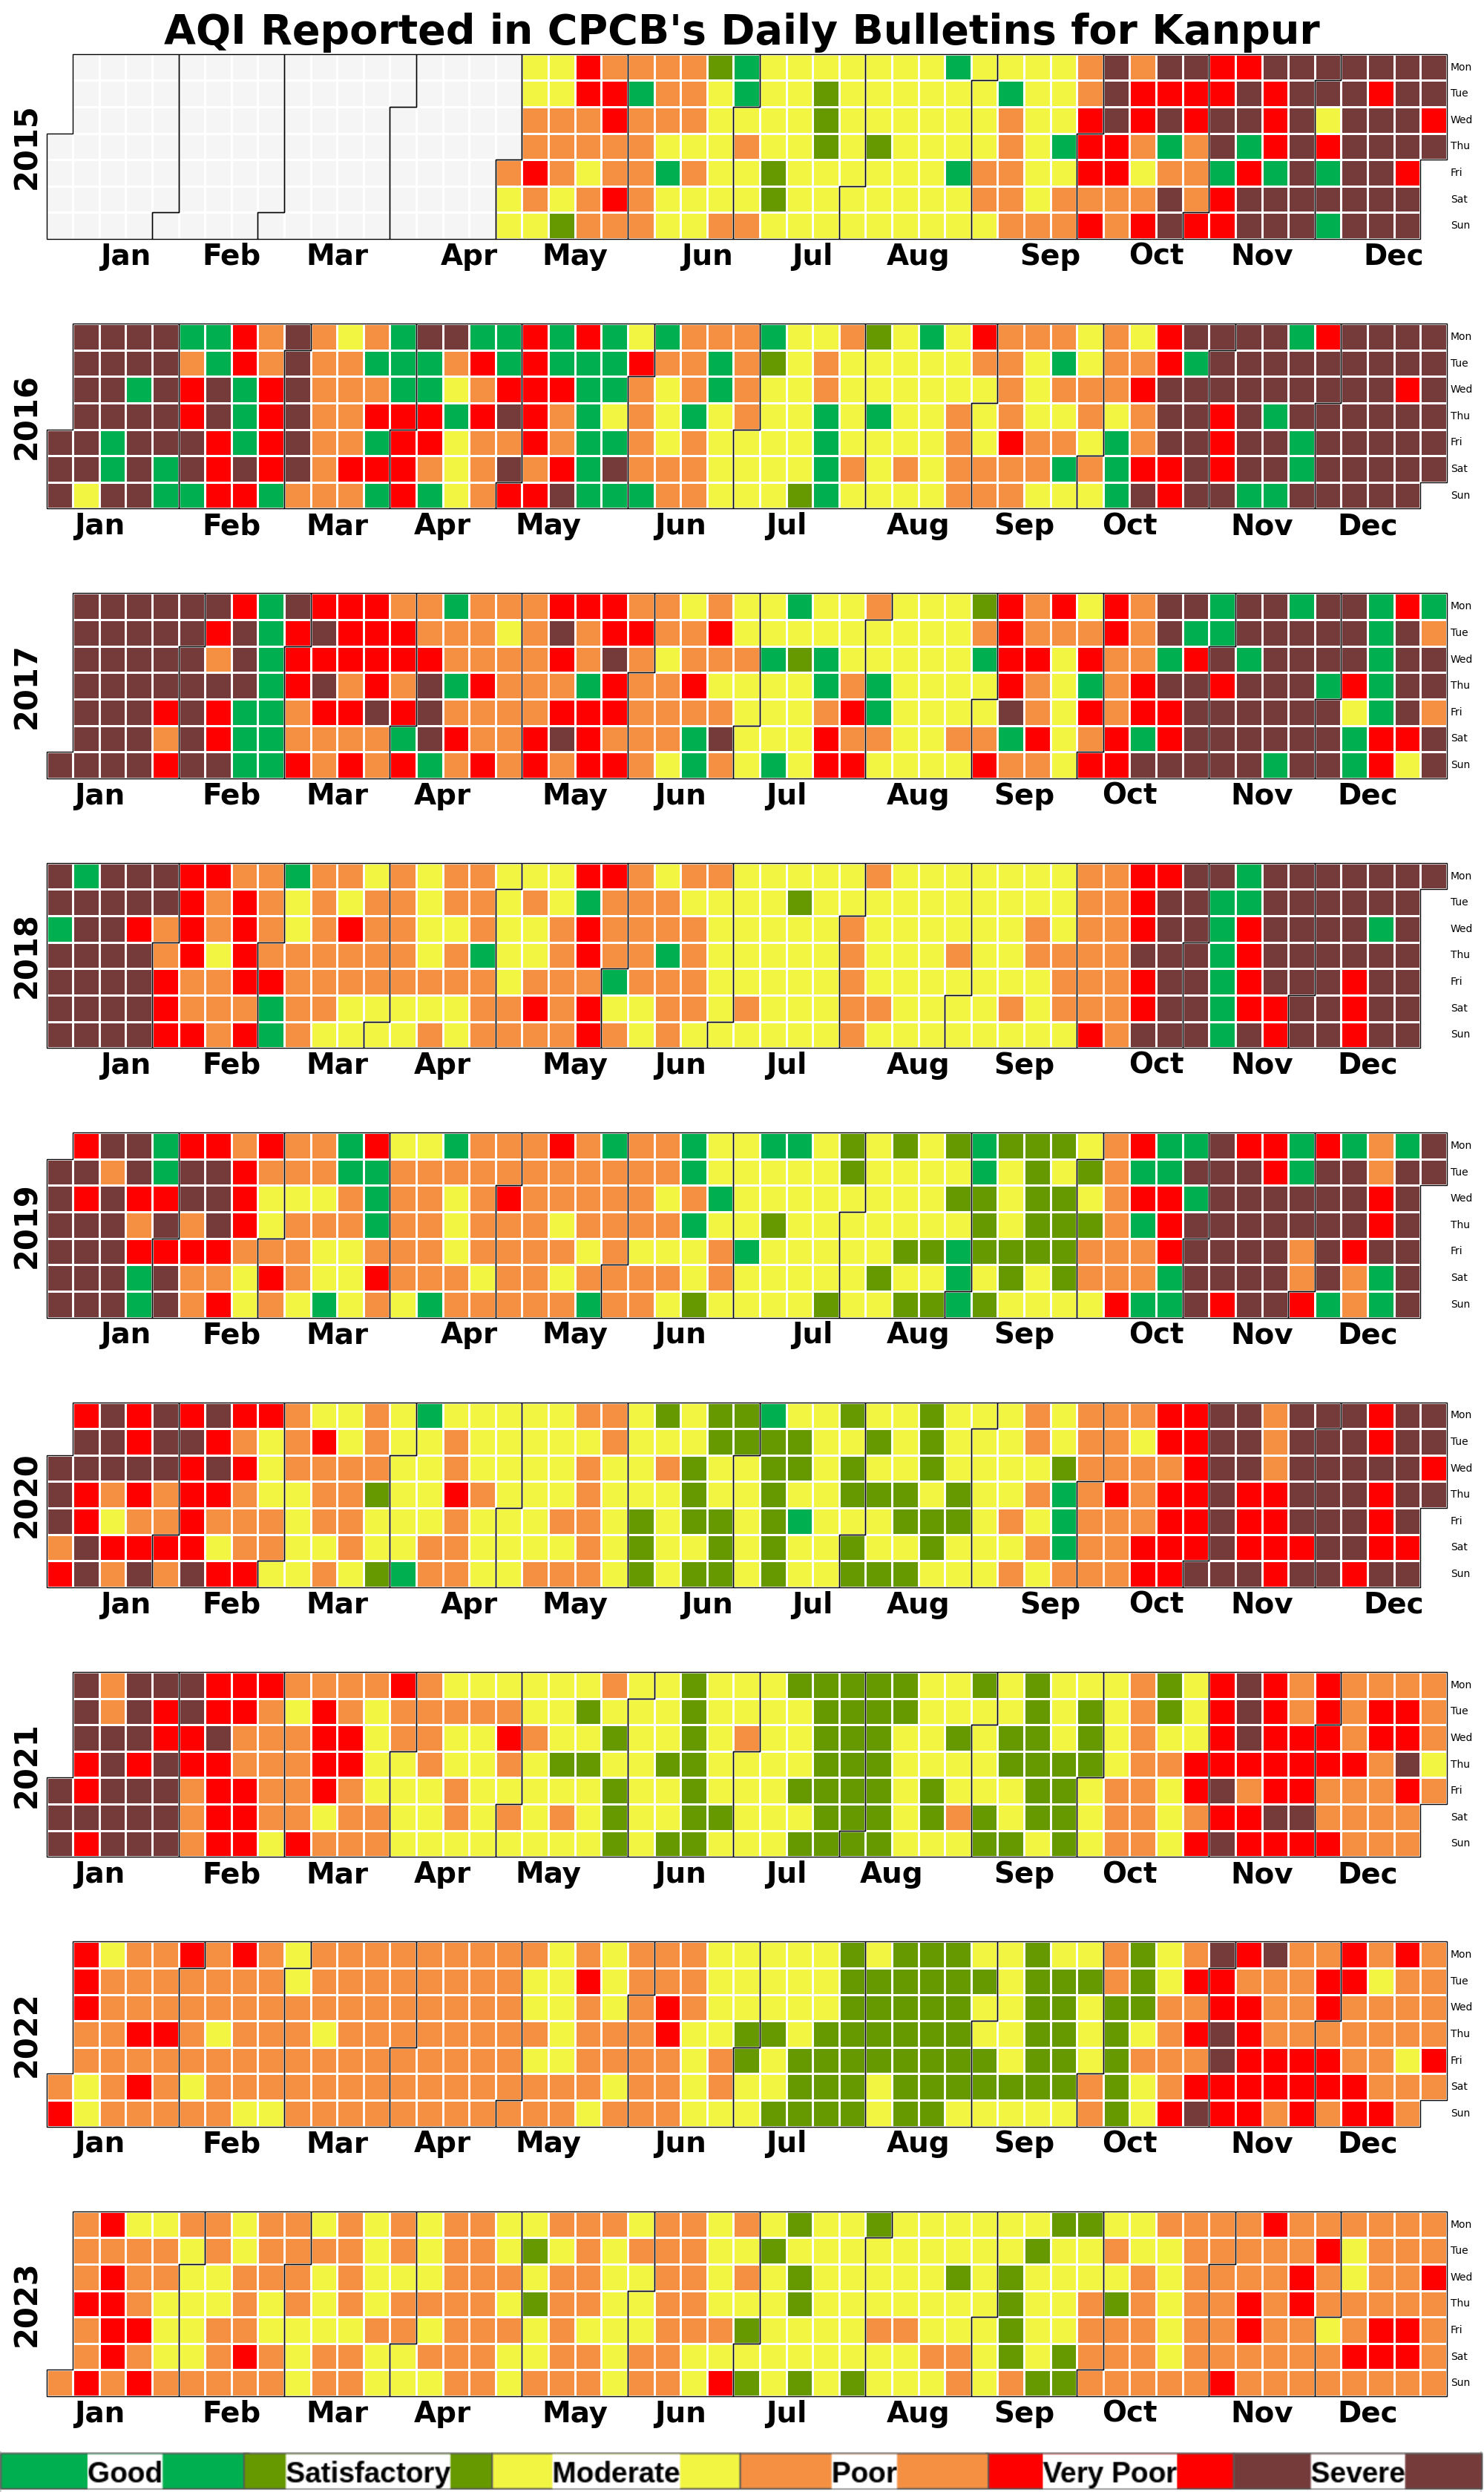 AQI Reported in CPCB's Daily Bulletins for Kanpur
2015
Mon
Tue
Wed
Thu
Fri
Sat
Sun
Jan Feb Mar Apr May Jun Jul Aug Sep Oct Nov Dec
2016
Mon
Tue
Wed
Thu
Fri
Sat
Sun
Jan Feb Mar Apr May Jun Jul Aug Sep Oct Nov Dec
2017
Mon
Tue
Wed
Thu
Fri
Sat
Sun
Jan Feb Mar Apr May Jun Jul Aug Sep Oct Nov Dec
2018
Mon
Tue
Wed
Thu
Fri
Sat
Sun
Jan Feb Mar Apr May Jun Jul Aug Sep Oct Nov Dec
2019
Mon
Tue
Wed
Thu
Fri
Sat
Sun
Jan Feb Mar Apr May Jun Jul Aug Sep Oct Nov Dec
2020
Mon
Tue
Wed
Thu
Fri
Sat
Sun
Jan Feb Mar Apr May Jun Jul Aug Sep Oct Nov Dec
2021
Mon
Tue
Wed
Thu
Fri
Sat
Sun
Jan Feb Mar Apr May Jun Jul Aug Sep Oct Nov Dec
2022
Mon
Tue
Wed
Thu
Fri
Sat
Sun
Jan Feb Mar Apr May Jun Jul Aug Sep Oct Nov Dec
2023
Mon
Tue
Wed
Thu
Fri
Sat
Sun
Jan Feb Mar Apr May Jun Jul Aug Sep Oct Nov Dec
Good Satisfactory Moderate Poor Very Poor Severe